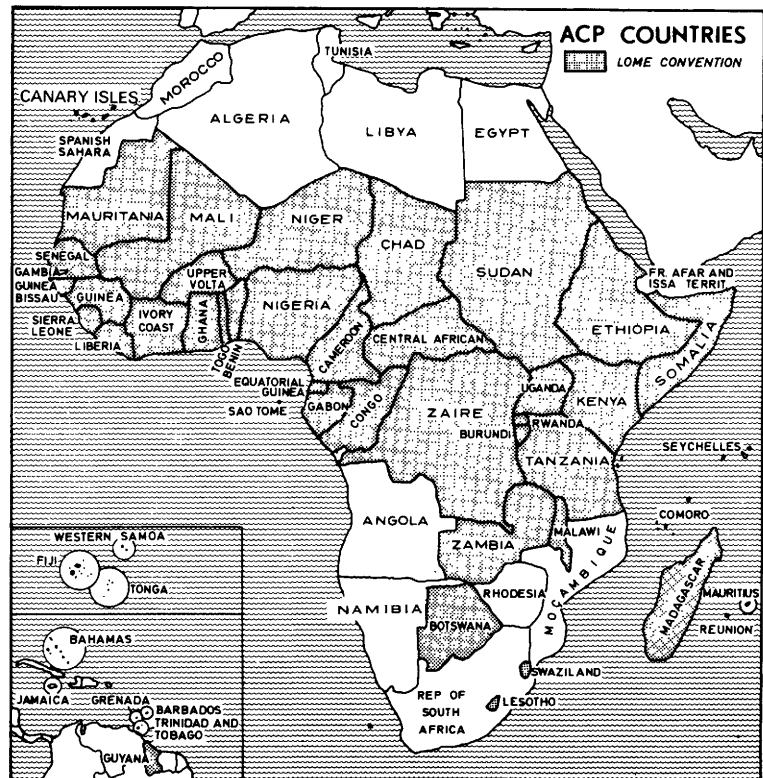 ACP COUNTRIES
LOME CONVENTION
TUNISIA
MOROCCO
CANARY ISLES
ALGERIA
LIBYA
EGYPT
SPANISH
SAHARA
MAURITANIA
MALI
NIGER
CHAD
SUDAN
SENEGAL
GAMBIA
GUINEA
BISSAU
GUINEA
SIERRA
LEONE
LIBERIA
IVORY
COAST
UPPER
VOLTA
GHANA
TOGO
BENIN
NIGERIA
CAMEROON
CENTRAL AFRICAN
FR. AFAR AND
ISSA TERRIT.
ETHIOPIA
SOMALIA
EQUATORIAL
GUINEA
SAO TOME
GABON
CONGO
ZAIRE
UGANDA
KENYA
RWANDA
BURUNDI
TANZANIA
SEYCHELLES
COMORO
ANGOLA
ZAMBIA
MALAWI
MOÇAMBIQUE
MADAGASCAR
MAURITIUS
REUNION
NAMIBIA
BOTSWANA
RHODESIA
SWAZILAND
LESOTHO
REP OF
SOUTH
AFRICA
WESTERN SAMOA
FIJI
TONGA
BAHAMAS
JAMAICA
GRENADA
BARBADOS
TRINIDAD AND
TOBAGO
GUYANA